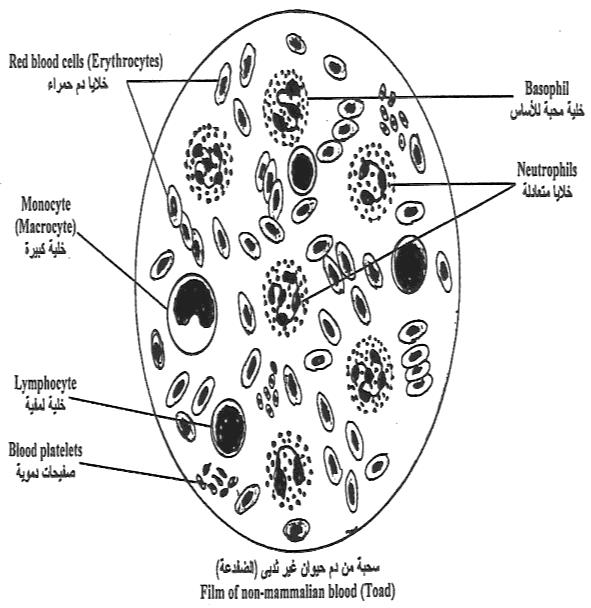 Red blood cells (Erythrocytes)
خلايا دم حمراء
Basophil
خلية محبة للأساس
Neutrophils
خلايا متعادلة
Monocyte
(Macrocyte)
خلية كبيرة
Lymphocyte
خلية لمفية
Blood platelets
صفيحات دموية
سحبة من دم حيوان غير ثديى (الضفدعة)
Film of non-mammalian blood (Toad)